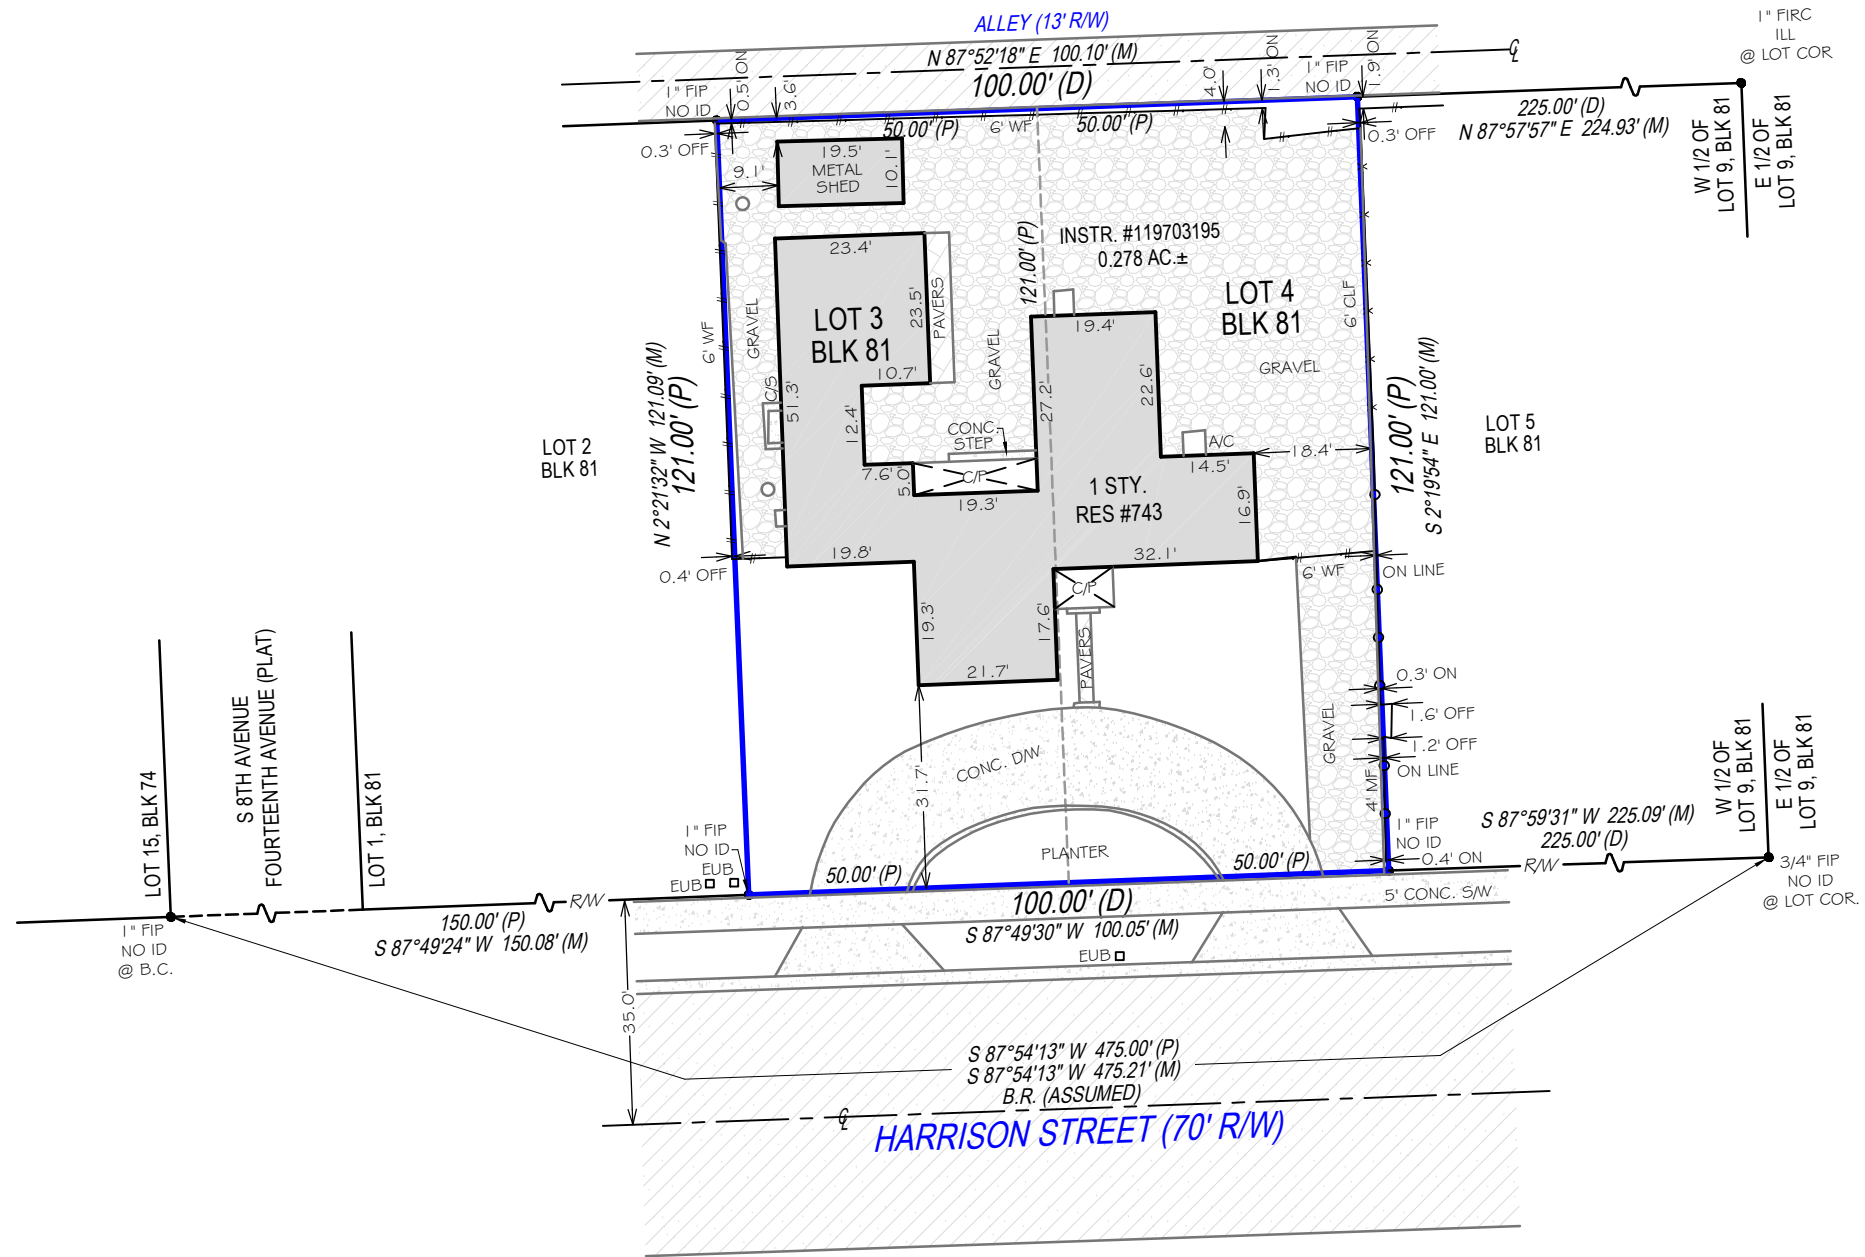 ALLEY (13' R/W)
N 87°52'18" E 100.10' (M)
100.00' (D)
50.00' (P)
6' WF
50.00' (P)
1" FIP
NO ID
0.5' ON
3.6'
4.0'
1.3' ON
1" FIP
NO ID
1.9' ON
℄
1" FIRC
ILL
@ LOT COR
225.00' (D)
N 87°57'57" E 224.93' (M)
W 1/2 OF
LOT 9, BLK 81
E 1/2 OF
LOT 9, BLK 81
0.3' OFF
0.3' OFF
9.1'
19.5'
METAL
SHED
10.1'
INSTR. #119703195
0.278 AC.±
121.00' (P)
23.4'
23.5'
PAVERS
LOT 3
BLK 81
GRAVEL
6' WF
C/S
51.3'
10.7'
12.4'
7.6'
5.0'
CONC.
STEP
C/P
19.3'
GRAVEL
19.4'
27.2'
22.6'
LOT 4
BLK 81
GRAVEL
6' CLF
A/C
14.5'
18.4'
16.9'
1 STY.
RES #743
32.1'
19.8'
N 2°21'32" W 121.09' (M)
121.00' (P)
LOT 2
BLK 81
121.00' (P)
S 2°19'54" E 121.00' (M)
LOT 5
BLK 81
0.4' OFF
6' WF
ON LINE
C/P
19.3'
17.6'
21.7'
PAVERS
0.3' ON
1.6' OFF
1.2' OFF
ON LINE
GRAVEL
4' MF
31.7'
CONC. D/W
PLANTER
50.00' (P)
50.00' (P)
LOT 15, BLK 74
S 8TH AVENUE
FOURTEENTH AVENUE (PLAT)
LOT 1, BLK 81
1" FIP
NO ID
EUB
EUB
1" FIP
NO ID
0.4' ON
S 87°59'31" W 225.09' (M)
225.00' (D)
R/W
W 1/2 OF
LOT 9, BLK 81
E 1/2 OF
LOT 9, BLK 81
3/4" FIP
NO ID
@ LOT COR.
R/W
150.00' (P)
S 87°49'24" W 150.08' (M)
1" FIP
NO ID
@ B.C.
100.00' (D)
S 87°49'30" W 100.05' (M)
5' CONC. S/W
EUB
35.0'
S 87°54'13" W 475.00' (P)
S 87°54'13" W 475.21' (M)
B.R. (ASSUMED)
℄
HARRISON STREET (70' R/W)